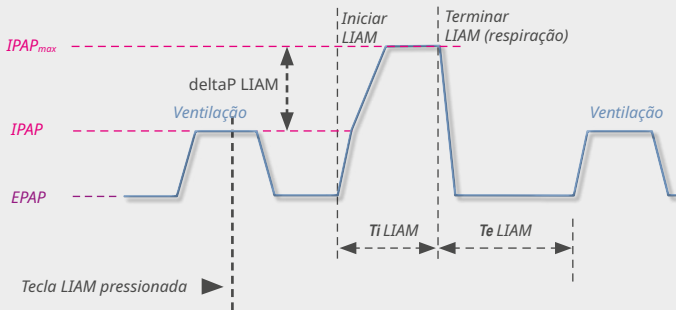 Iniciar
LIAM
Terminar
LIAM (respiração)
IPAPmax
deltaP LIAM
Ventilação
Ventilação
IPAP
EPAP
Ti LIAM
Te LIAM
Tecla LIAM pressionada